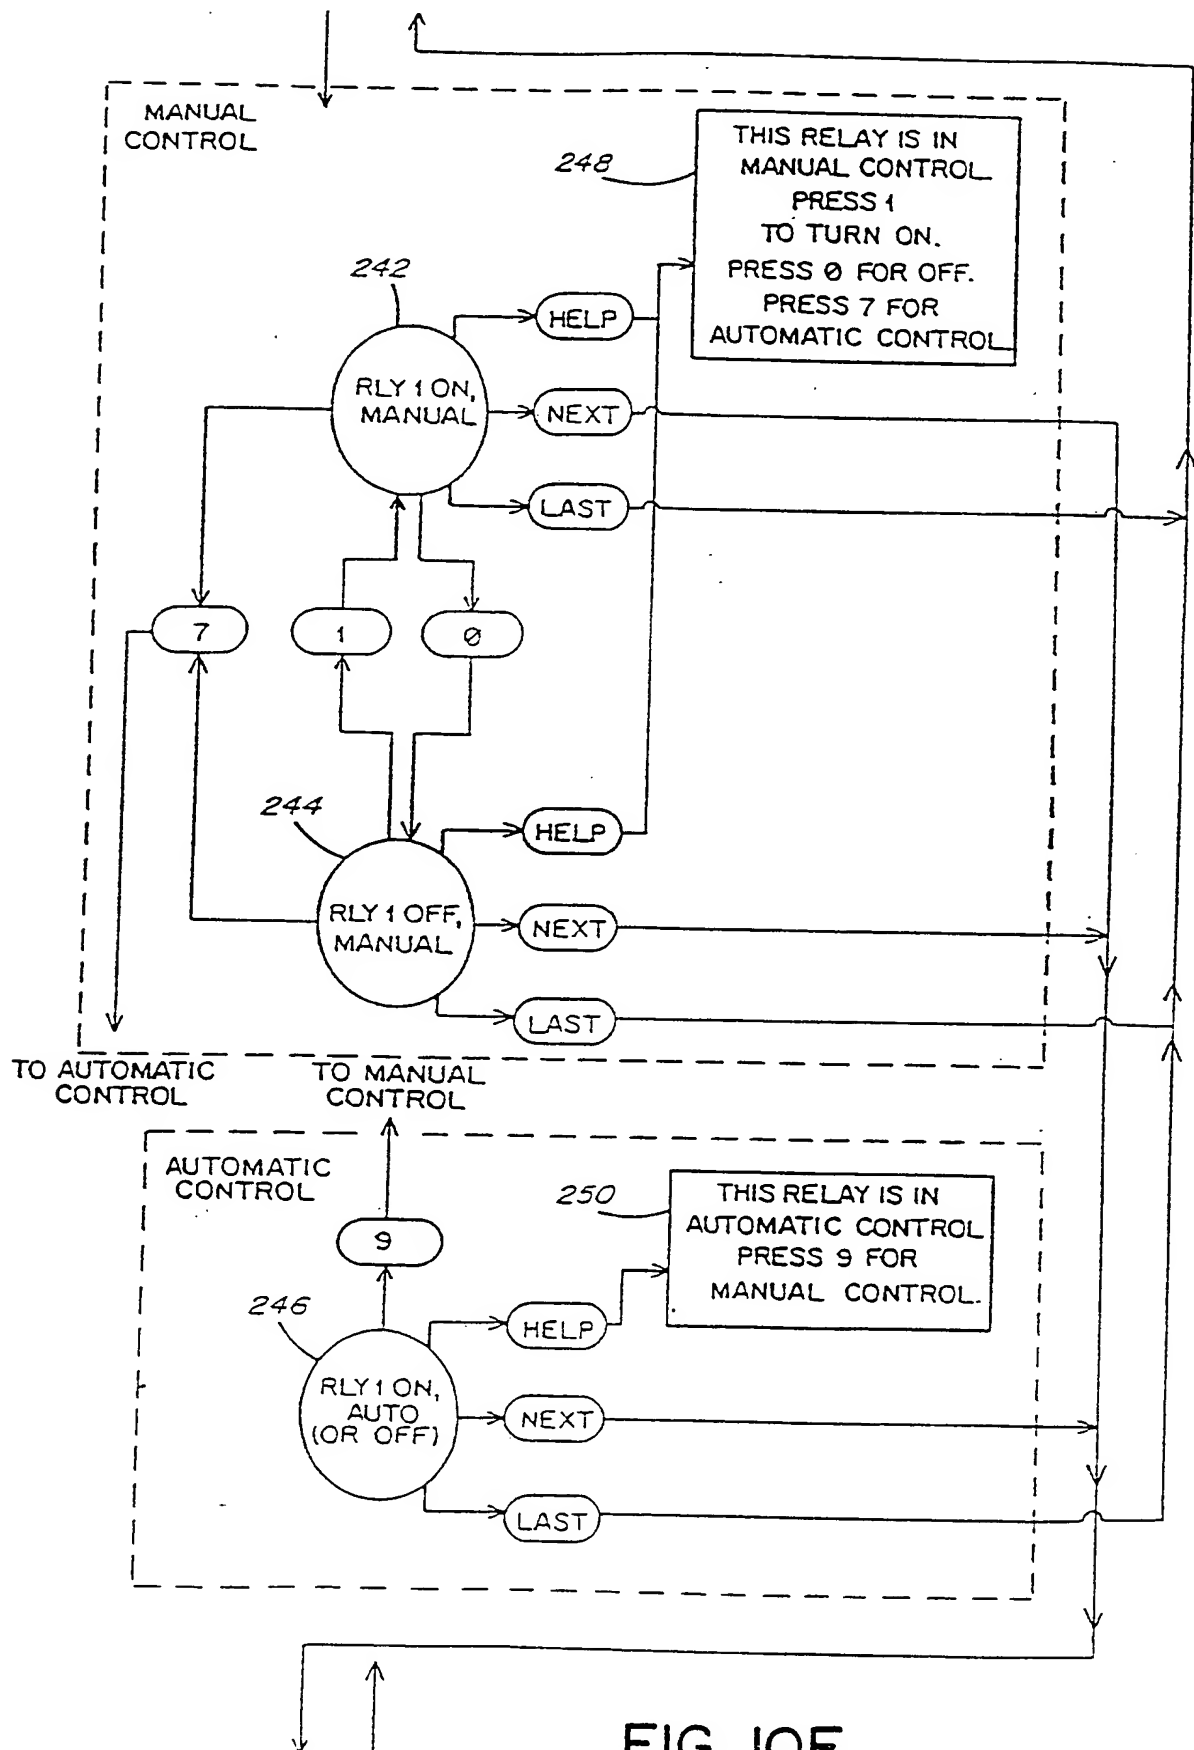 MANUAL
CONTROL
248
THIS RELAY IS IN
MANUAL CONTROL
PRESS 1
TO TURN ON.
PRESS 0 FOR OFF.
PRESS 7 FOR
AUTOMATIC CONTROL
242
RLY 1 ON,
MANUAL
HELP
NEXT
LAST
7
1
0
244
RLY 1 OFF,
MANUAL
HELP
NEXT
LAST
TO AUTOMATIC
CONTROL
TO MANUAL
CONTROL
AUTOMATIC
CONTROL
9
250
THIS RELAY IS IN
AUTOMATIC CONTROL
PRESS 9 FOR
MANUAL CONTROL.
246
RLY 1 ON,
AUTO
(OR OFF)
HELP
NEXT
LAST
FIG